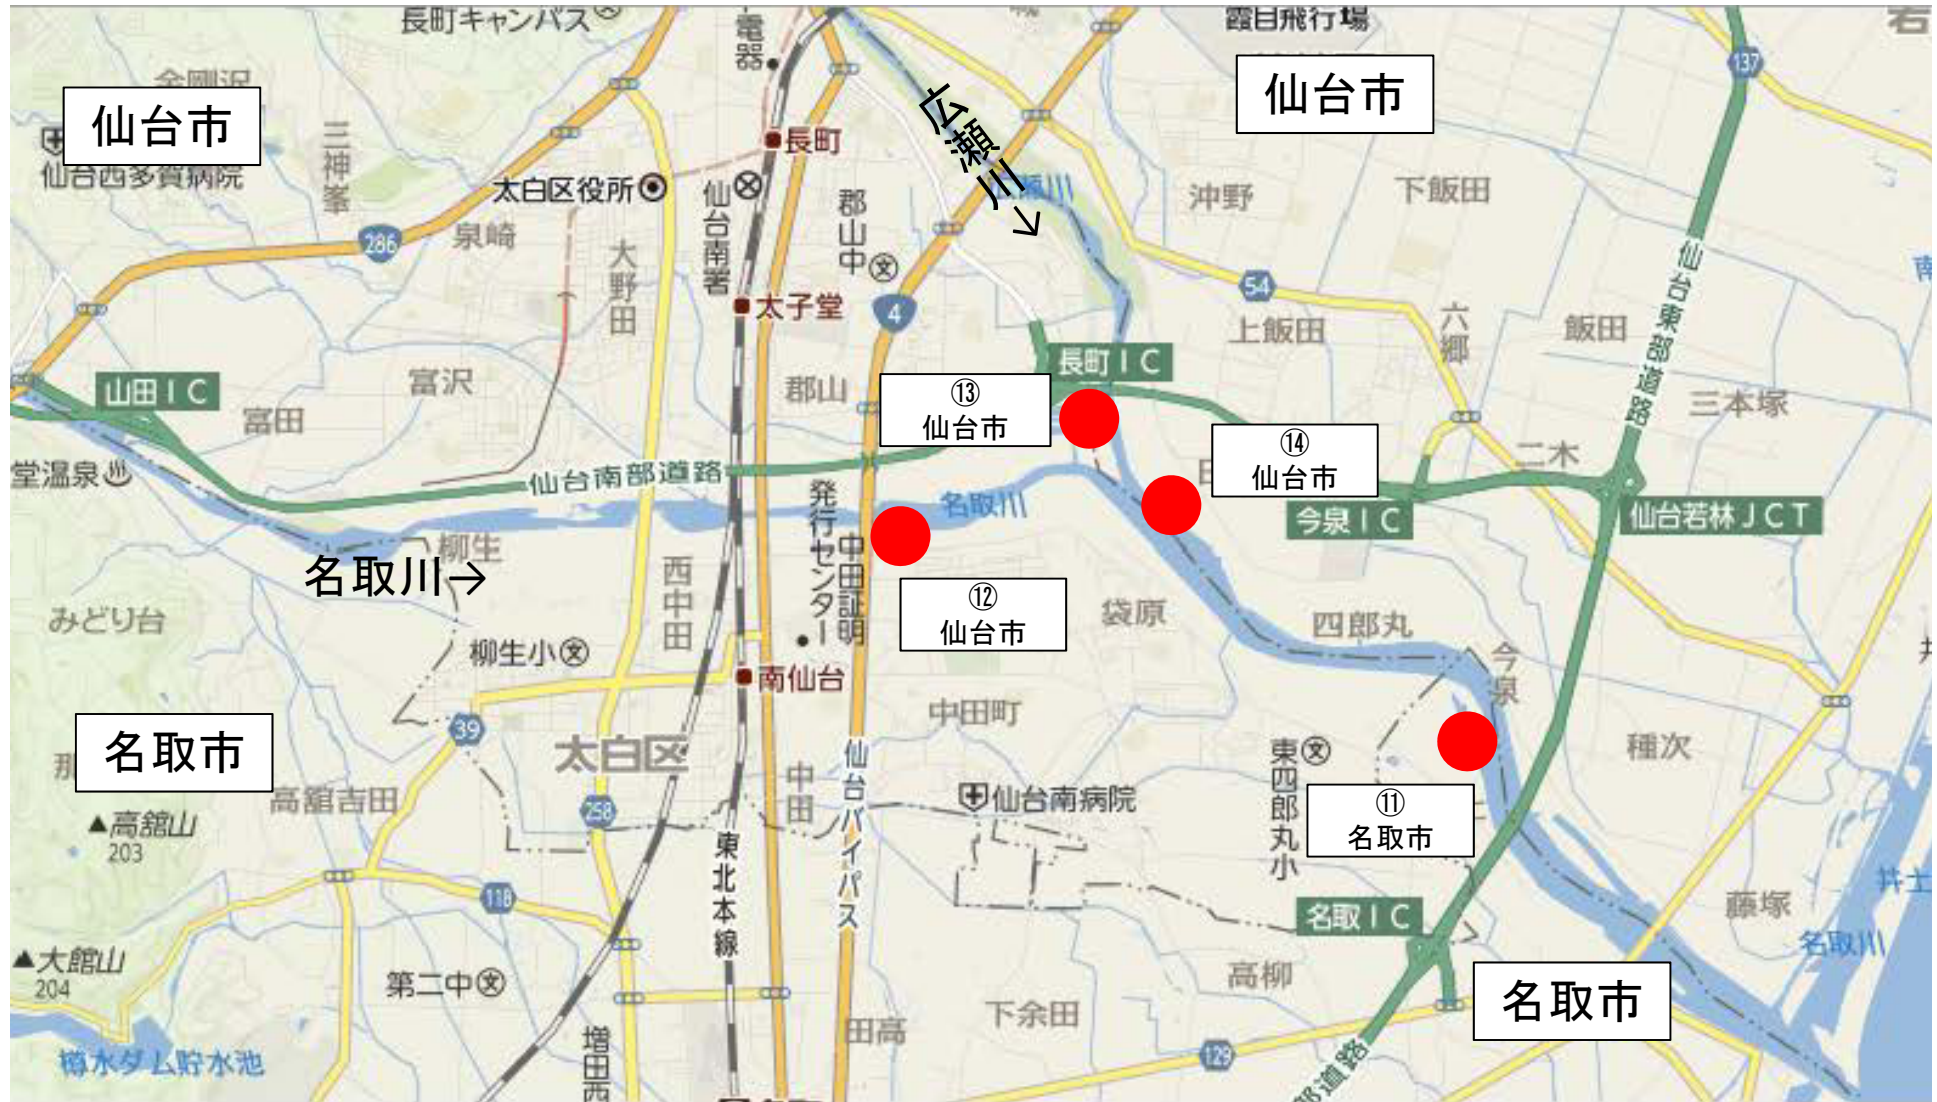 長町キャンパス
電器
霞目飛行場
137
金剛沢
仙台市
仙台市
広瀬川→
三神峯
仙台西多賀病院
長町
太白区役所
仙台南署
郡山中
沖野
下飯田
286
泉崎
大野田
仙台東部道路
54
太子堂
4
上飯田
六郷
飯田
長町IC
山田IC
富沢
郡山
⑬
仙台市
三本塚
富田
⑭
仙台市
二木
堂温泉
仙台南部道路
発行センター
名取川
今泉IC
仙台若林JCT
柳生
名取川→
中田証明
西中田
⑫
仙台市
袋原
四郎丸
みどり台
今泉
柳生小
南仙台
中田町
39
名取市
太白区
仙台バイパス
東四郎丸小
種次
中田
高舘吉田
258
仙台南病院
⑪
名取市
▲高舘山
203
東北本線
118
井土
藤塚
名取IC
名取川
▲大館山
204
第二中
高柳
名取市
下余田
田高
増田西
129
部道路
樽水ダム貯水池